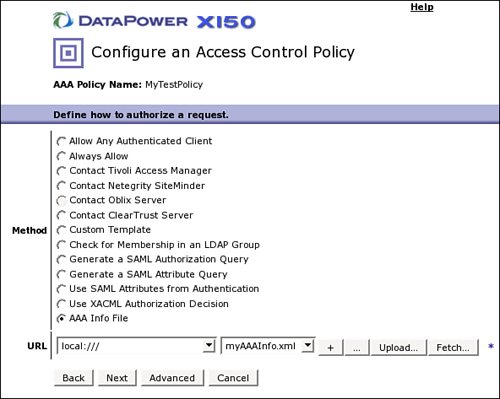 Help
DATAPOWER XI50
Configure an Access Control Policy
AAA Policy Name: MyTestPolicy
Define how to authorize a request.
Method
Allow Any Authenticated Client
Always Allow
Contact Tivoli Access Manager
Contact Netegrity SiteMinder
Contact Oblix Server
Contact ClearTrust Server
Custom Template
Check for Membership in an LDAP Group
Generate a SAML Authorization Query
Generate a SAML Attribute Query
Use SAML Attributes from Authentication
Use XACML Authorization Decision
AAA Info File
URL local:/// myAAAInfo.xml + ... Upload... Fetch... *
Back Next Advanced Cancel